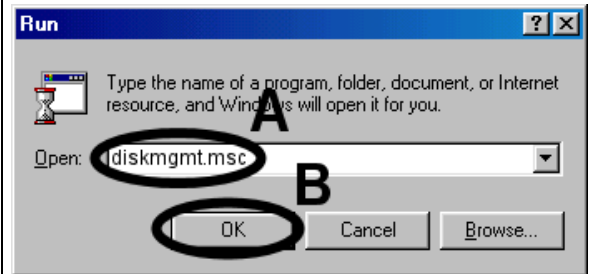 Run
Type the name of a program, folder, document, or Internet
resource, and Windows will open it for you.
A
Open: diskmgmt.msc
B
OK Cancel Browse...